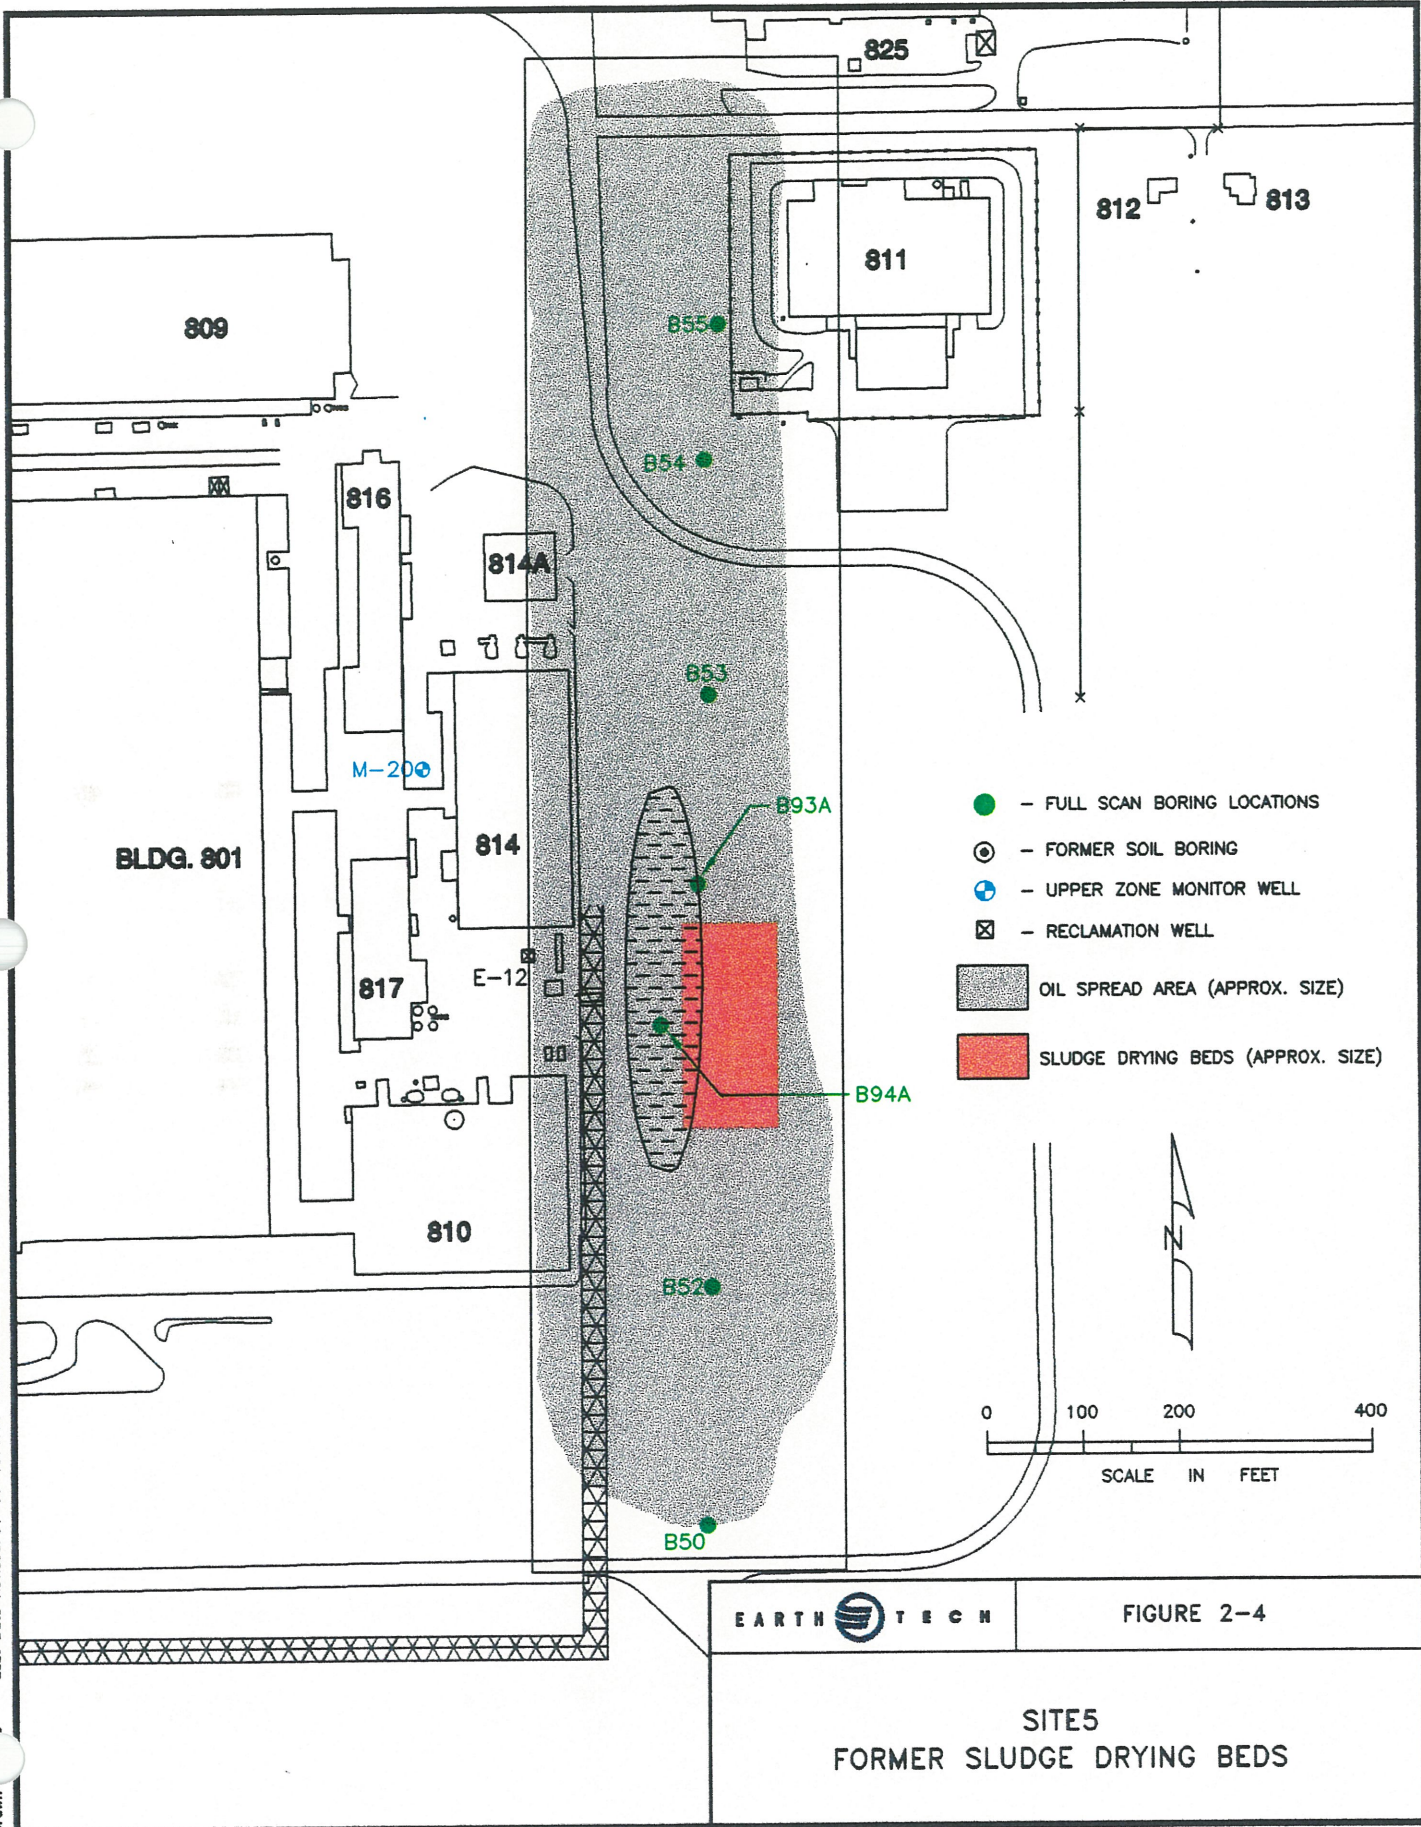 825
812
813
811
809
B55
B54
816
814A
B53
M-20
B93A
BLDG. 801
814
FULL SCAN BORING LOCATIONS
- FORMER SOIL BORING
- UPPER ZONE MONITOR WELL
- RECLAMATION WELL
E-12
817
OIL SPREAD AREA (APPROX. SIZE)
SLUDGE DRYING BEDS (APPROX. SIZE)
B94A
810
N
B52
0 100 200 400
SCALE IN FEET
B50
EARTH TECH
FIGURE 2-4
SITE5
FORMER SLUDGE DRYING BEDS